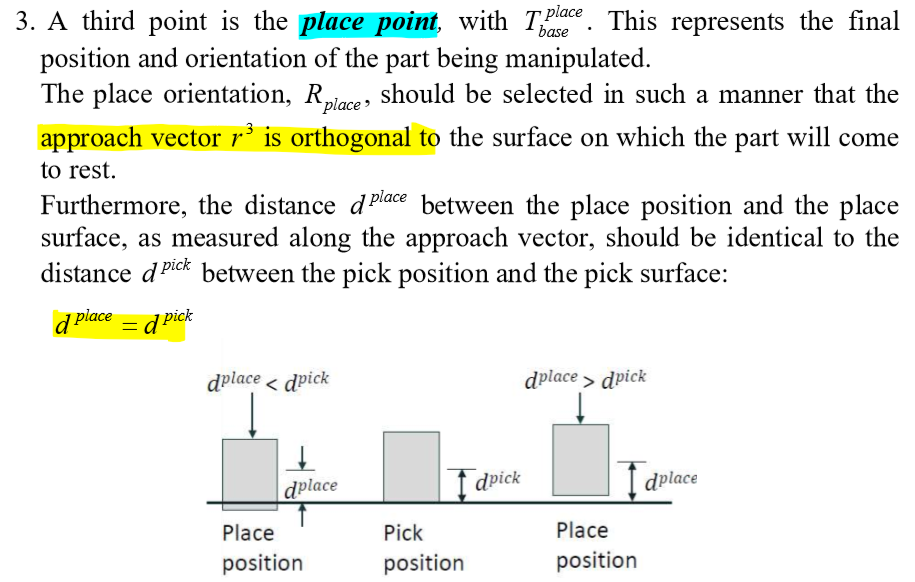 3. A third point is the place point, with T_base^place . This represents the final
position and orientation of the part being manipulated.
The place orientation, R_place, should be selected in such a manner that the
approach vector r³ is orthogonal to the surface on which the part will come
to rest.
Furthermore, the distance d^place between the place position and the place
surface, as measured along the approach vector, should be identical to the
distance d^pick between the pick position and the pick surface:
d^place = d^pick
d^place < d^pick
d^place > d^pick
d^place
d^pick
d^place
Place
position
Pick
position
Place
position